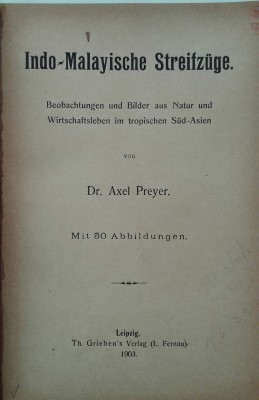 Indo-Malayische Streifzüge.
Beobachtungen und Bilder aus Natur und
Wirtschaftsleben im tropischen Süd-Asien
von
Dr. Axel Preyer.
Mit 50 Abbildungen.
Leipzig.
Th. Grieben's Verlag (L. Fernau)
1903.